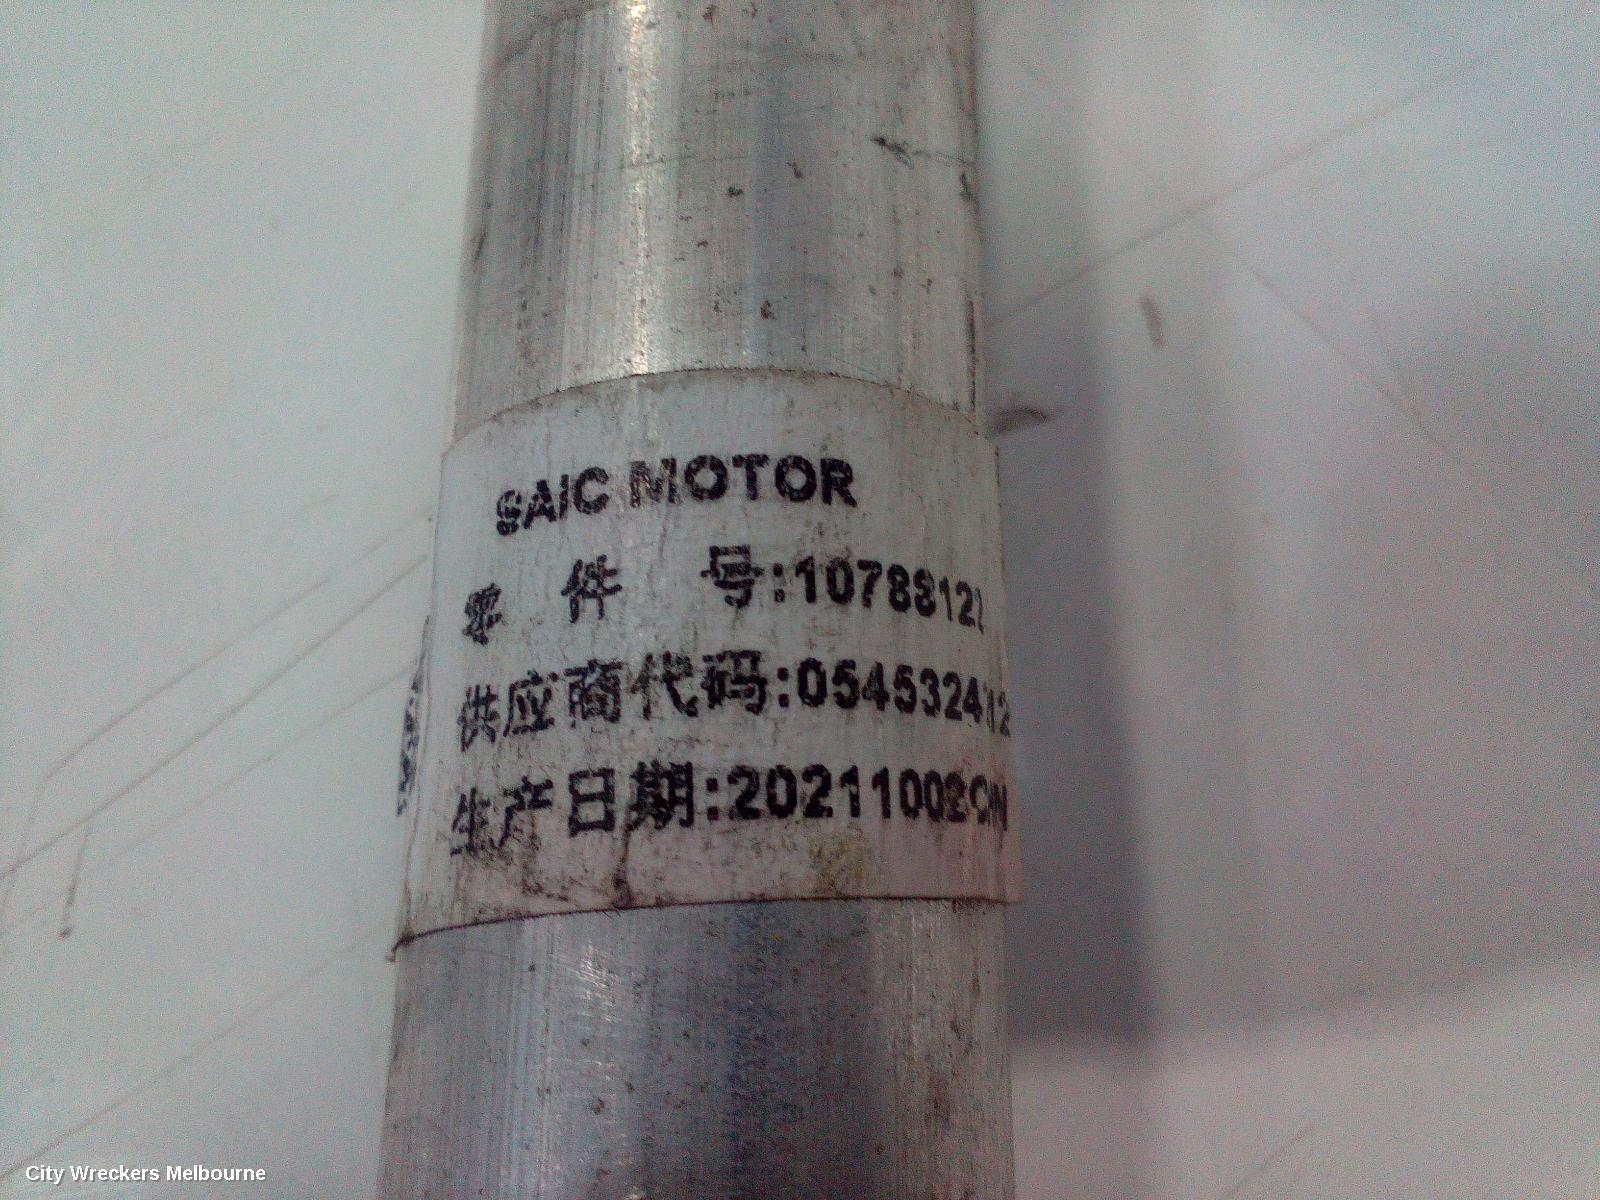 SAIC MOTOR
零 件 号:10788122
供应商代码:054532412
生产日期:20211002
City Wreckers Melbourne